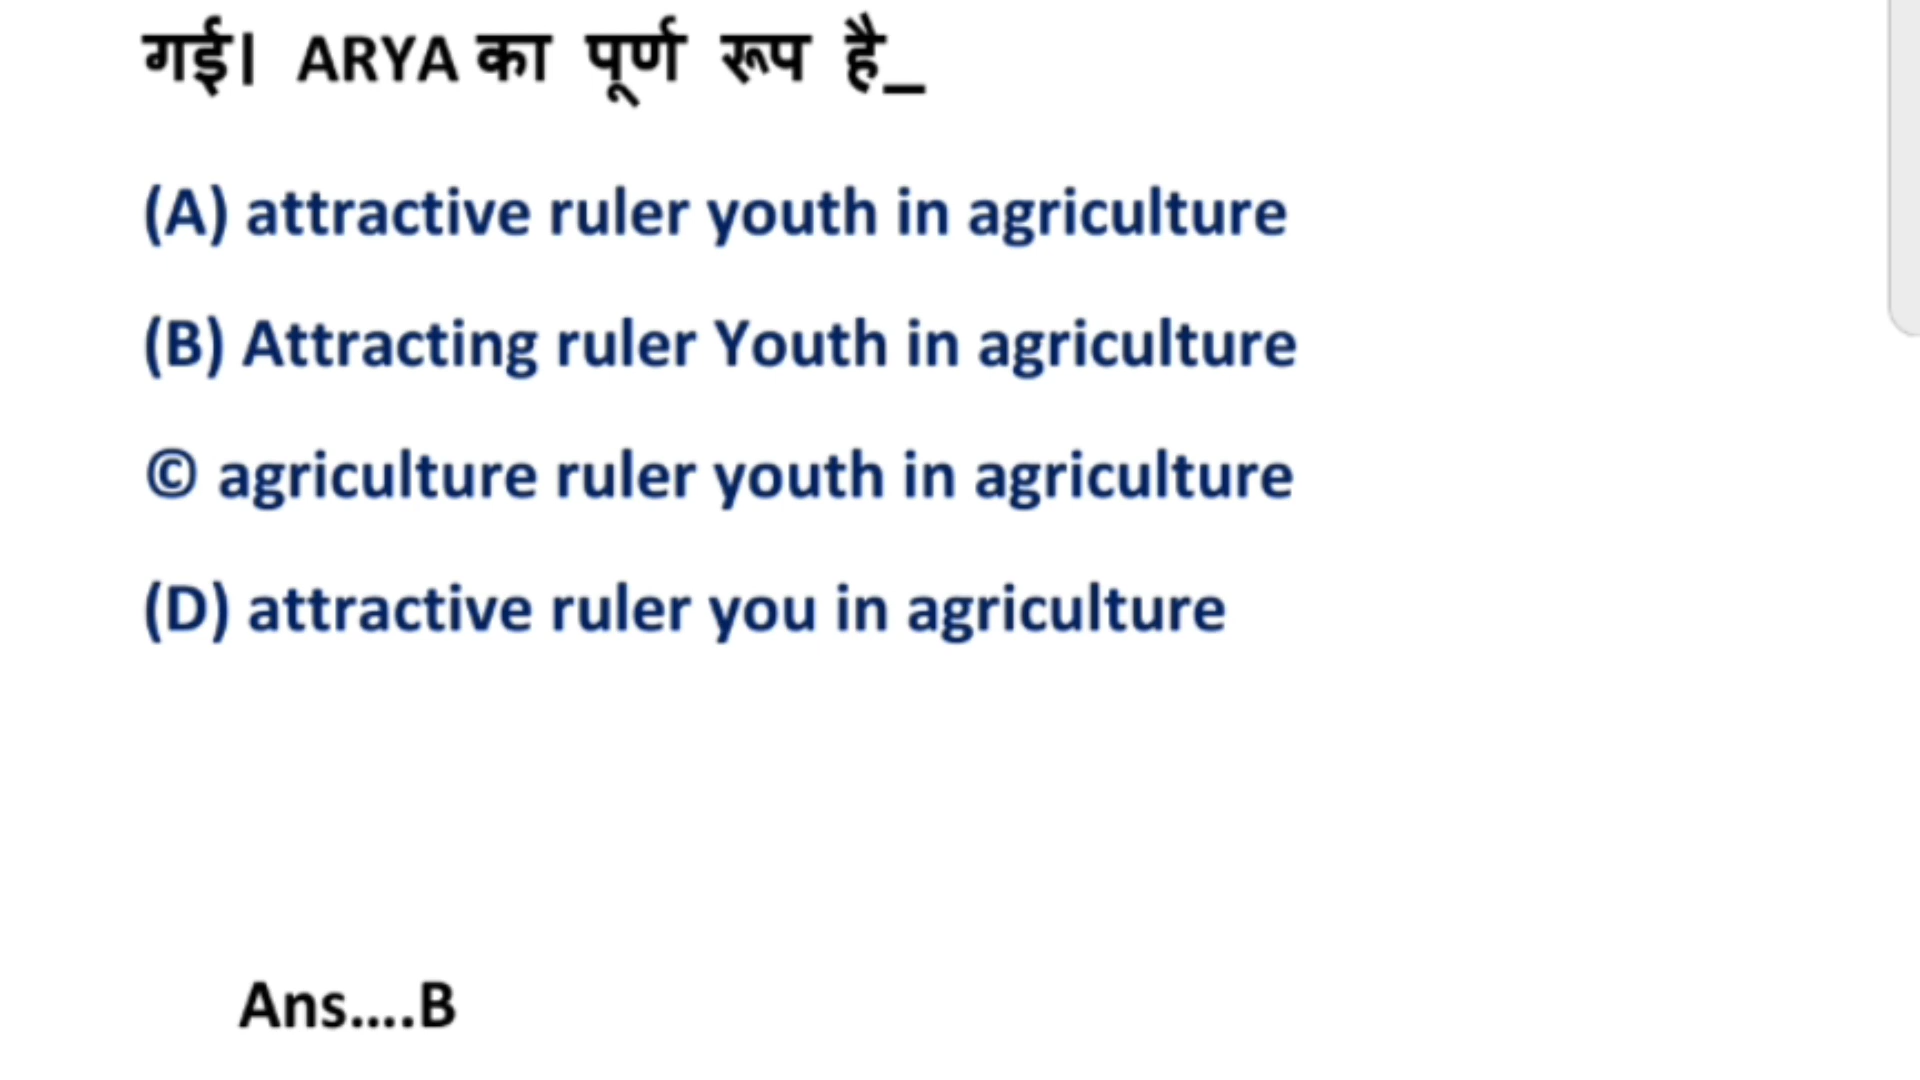 गई। ARYA का पूर्ण रूप है_
(A) attractive ruler youth in agriculture
(B) Attracting ruler Youth in agriculture
© agriculture ruler youth in agriculture
(D) attractive ruler you in agriculture
Ans....B